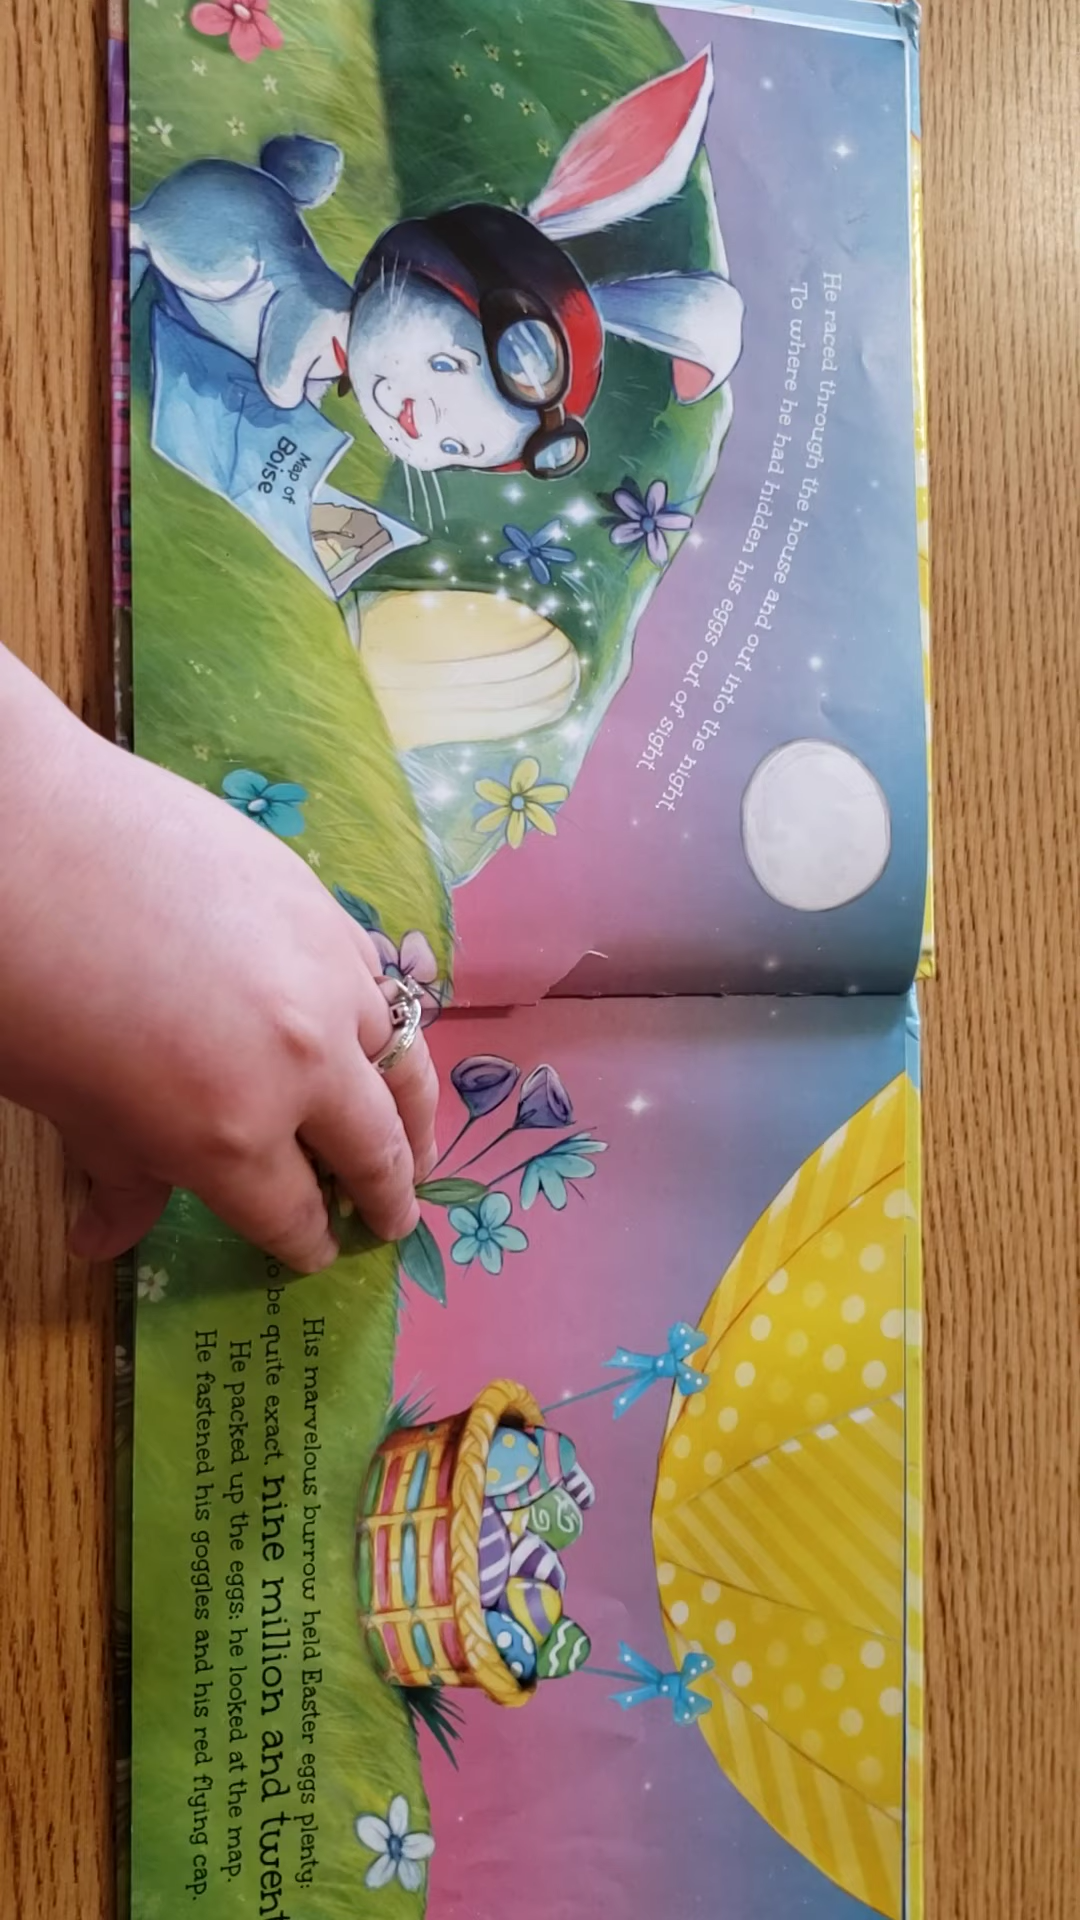 He raced through the house and out into the night,
To where he had hidden his eggs out of sight.
Map of
Boise
His marvelous burrow held Easter eggs plenty:
be quite exact, nine million and
He packed up the eggs; he looked at the map.
He fastened his goggles and his red flying cap.